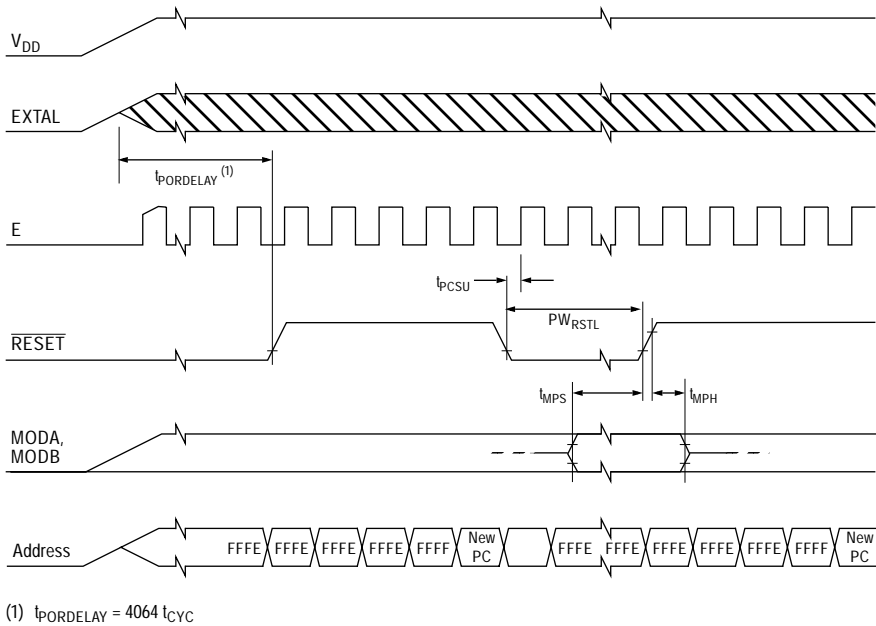 VDD
EXTAL
tPORDELAY (1)
E
tPCSU
PWRSTL
RESET
tMPS
tMPH
MODA,
MODB
Address
FFFE FFFE FFFE FFFE FFFF New PC FFFE FFFE FFFE FFFE FFFE FFFF New PC
(1) tPORDELAY = 4064 tCYC